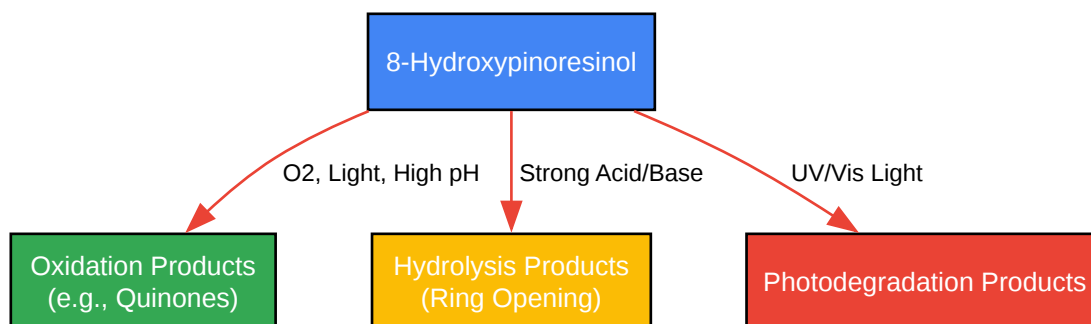 8-Hydroxypinoresinol
O2, Light, High pH
Strong Acid/Base
UV/Vis Light
Oxidation Products
(e.g., Quinones)
Hydrolysis Products
(Ring Opening)
Photodegradation Products